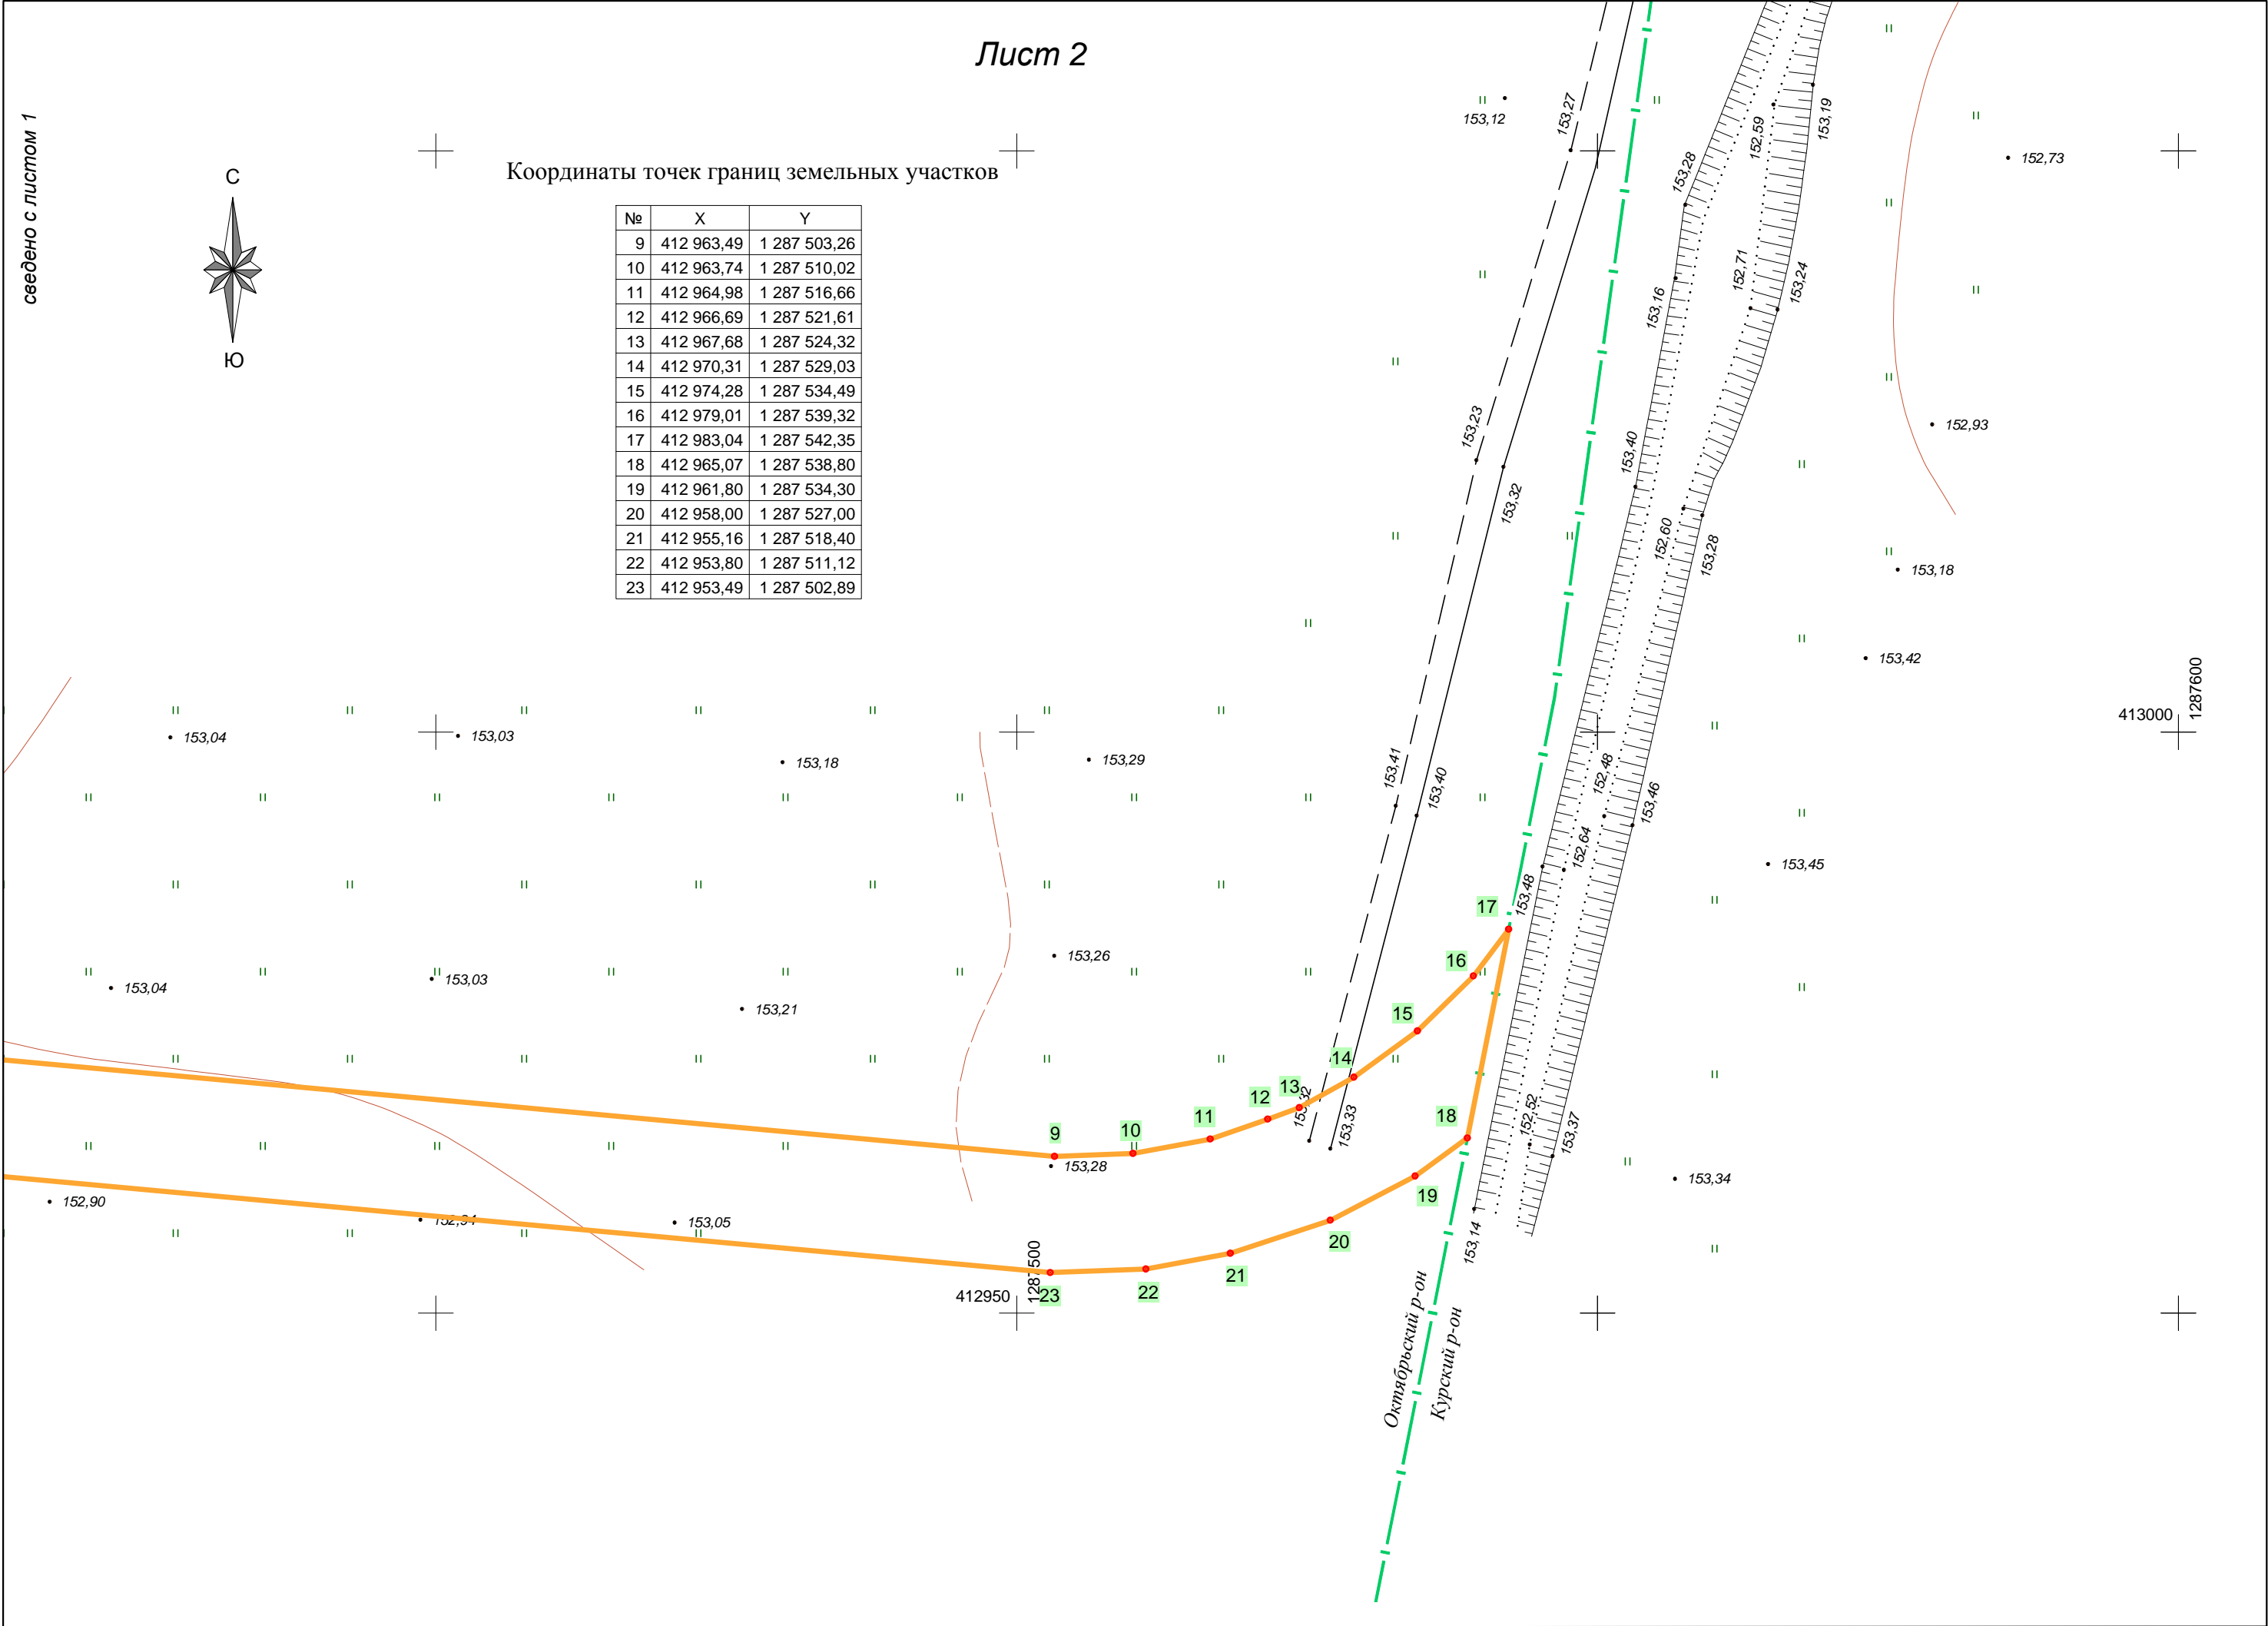 Лист 2
сведено с листом 1
С
Ю
Координаты точек границ земельных участков
№ X Y
9 412 963,49 1 287 503,26
10 412 963,74 1 287 510,02
11 412 964,98 1 287 516,66
12 412 966,69 1 287 521,61
13 412 967,68 1 287 524,32
14 412 970,31 1 287 529,03
15 412 974,28 1 287 534,49
16 412 979,01 1 287 539,32
17 412 983,04 1 287 542,35
18 412 965,07 1 287 538,80
19 412 961,80 1 287 534,30
20 412 958,00 1 287 527,00
21 412 955,16 1 287 518,40
22 412 953,80 1 287 511,12
23 412 953,49 1 287 502,89
153,12
153,27
153,28
152,59
153,19
152,73
153,16
152,71
153,24
153,23
153,32
153,40
152,60
153,28
152,93
153,18
153,42
413000
1287600
153,04
153,03
153,18
153,29
153,41
153,40
152,48
153,46
152,64
153,45
153,48
17
153,04
153,03
153,21
153,26
16
15
14
13
12
11
10
9
18
153,32
153,33
152,52
153,37
153,28
153,34
152,90
152,94
153,05
19
20
21
22
23
153,14
412950
1287500
Октябрьский р-он
Курский р-он